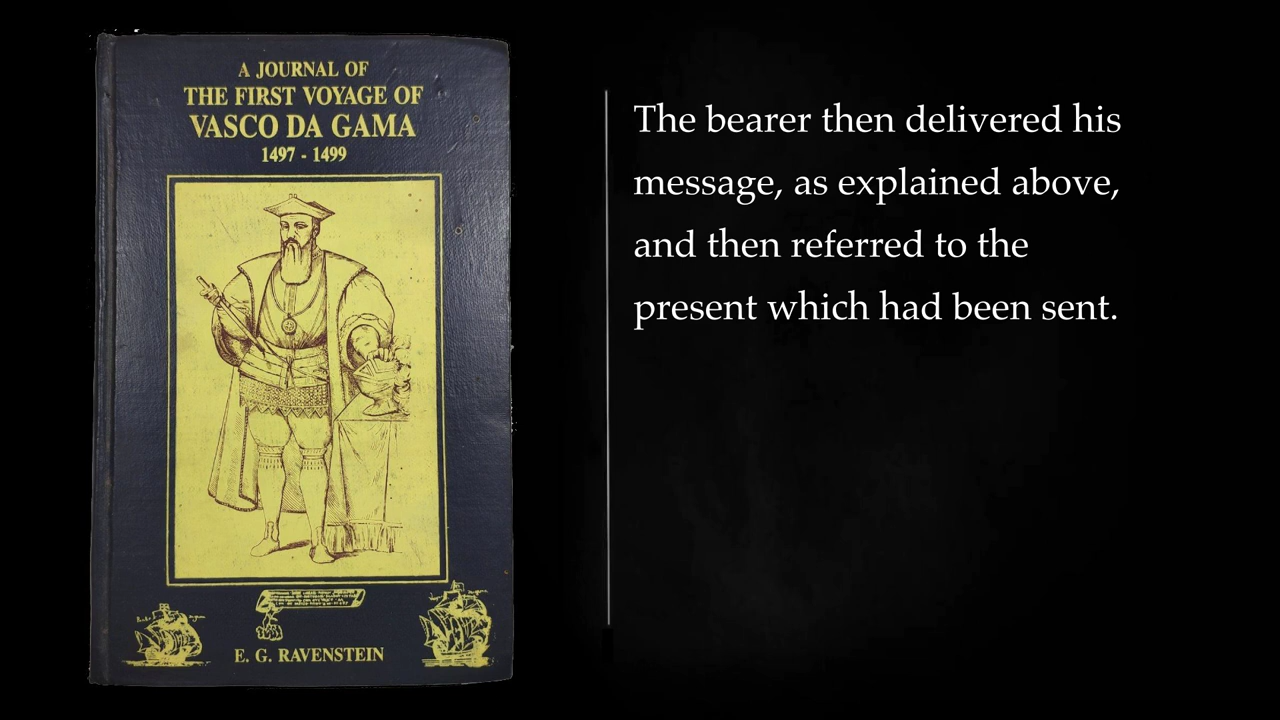 A JOURNAL OF
THE FIRST VOYAGE OF
VASCO DA GAMA
1497 - 1499
E. G. RAVENSTEIN
The bearer then delivered his
message, as explained above,
and then referred to the
present which had been sent.